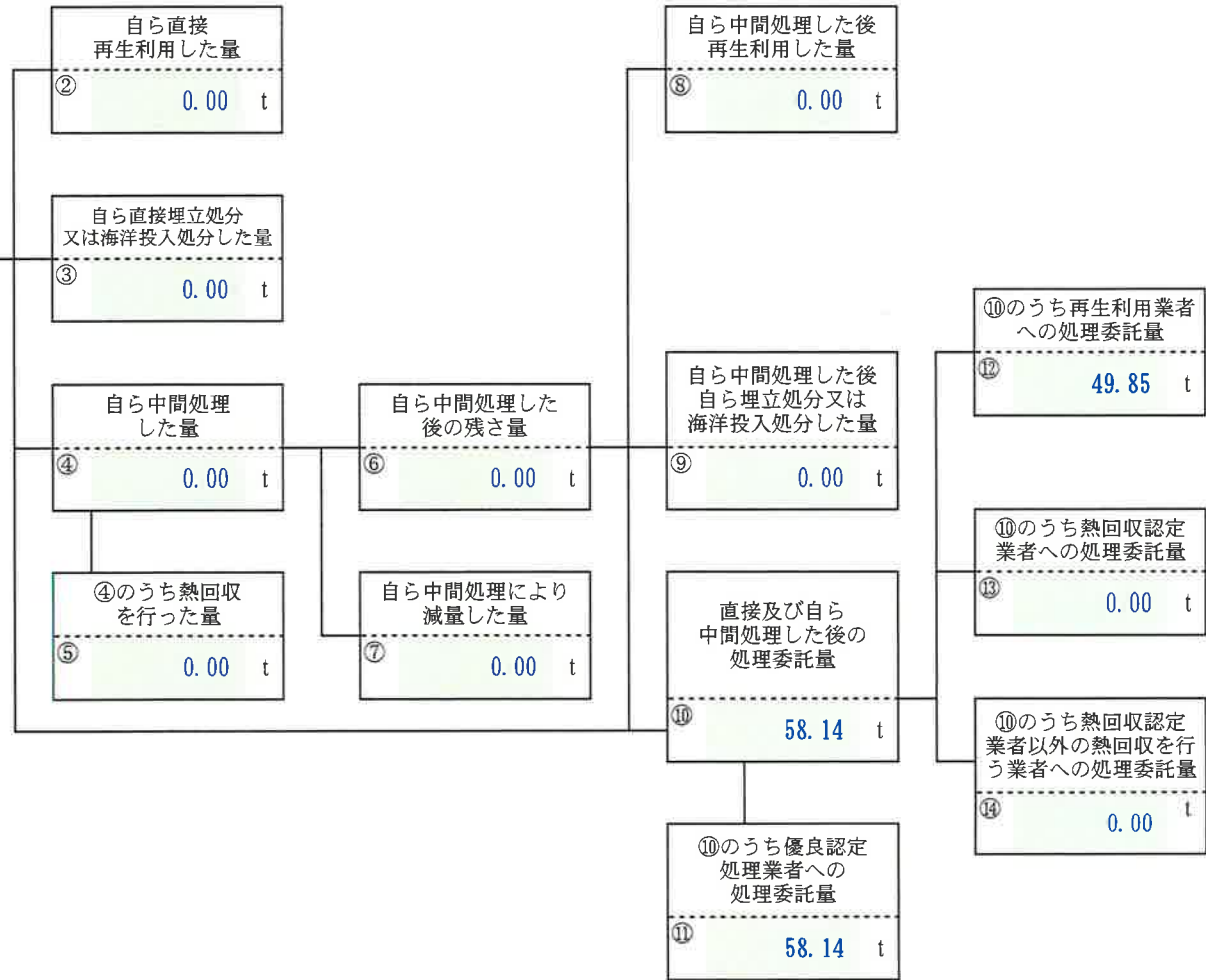 自ら直接
再生利用した量
② 0.00 t
自ら直接埋立処分
又は海洋投入処分した量
③ 0.00 t
自ら中間処理
した量
④ 0.00 t
④のうち熱回収
を行った量
⑤ 0.00 t
自ら中間処理した
後の残さ量
⑥ 0.00 t
自ら中間処理により
減量した量
⑦ 0.00 t
自ら中間処理した後
再生利用した量
⑧ 0.00 t
自ら中間処理した後
自ら埋立処分又は
海洋投入処分した量
⑨ 0.00 t
直接及び自ら
中間処理した後の
処理委託量
⑩ 58.14 t
⑩のうち優良認定
処理業者への
処理委託量
⑪ 58.14 t
⑩のうち再生利用業者
への処理委託量
⑫ 49.85 t
⑩のうち熱回収認定
業者への処理委託量
⑬ 0.00 t
⑩のうち熱回収認定
業者以外の熱回収を行
う業者への処理委託量
⑭ 0.00 t